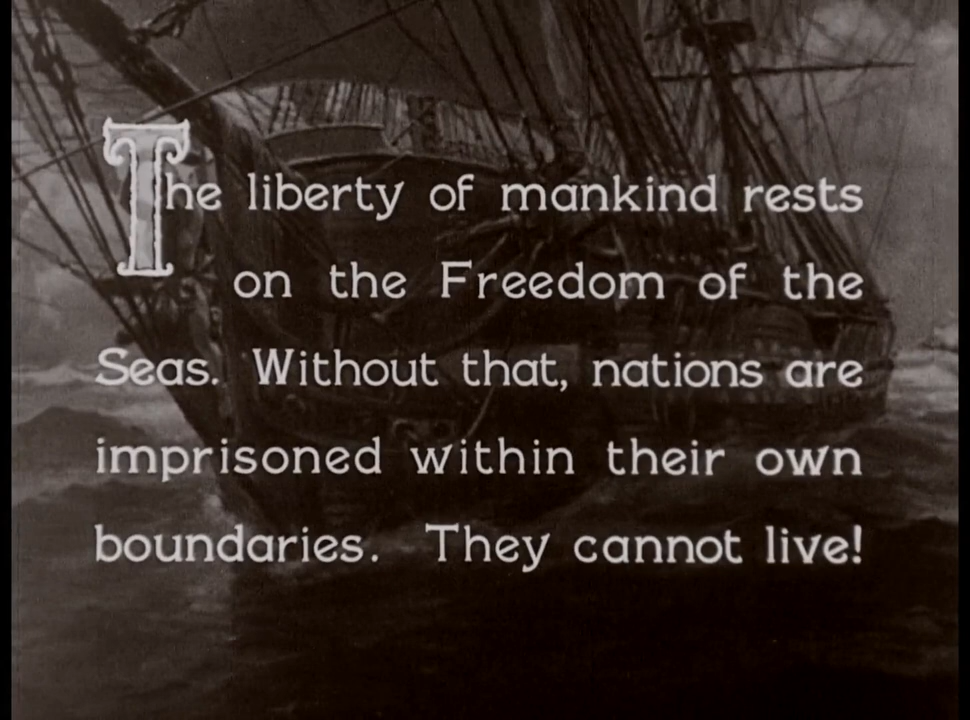 The liberty of mankind rests
on the Freedom of the
Seas. Without that, nations are
imprisoned within their own
boundaries. They cannot live!